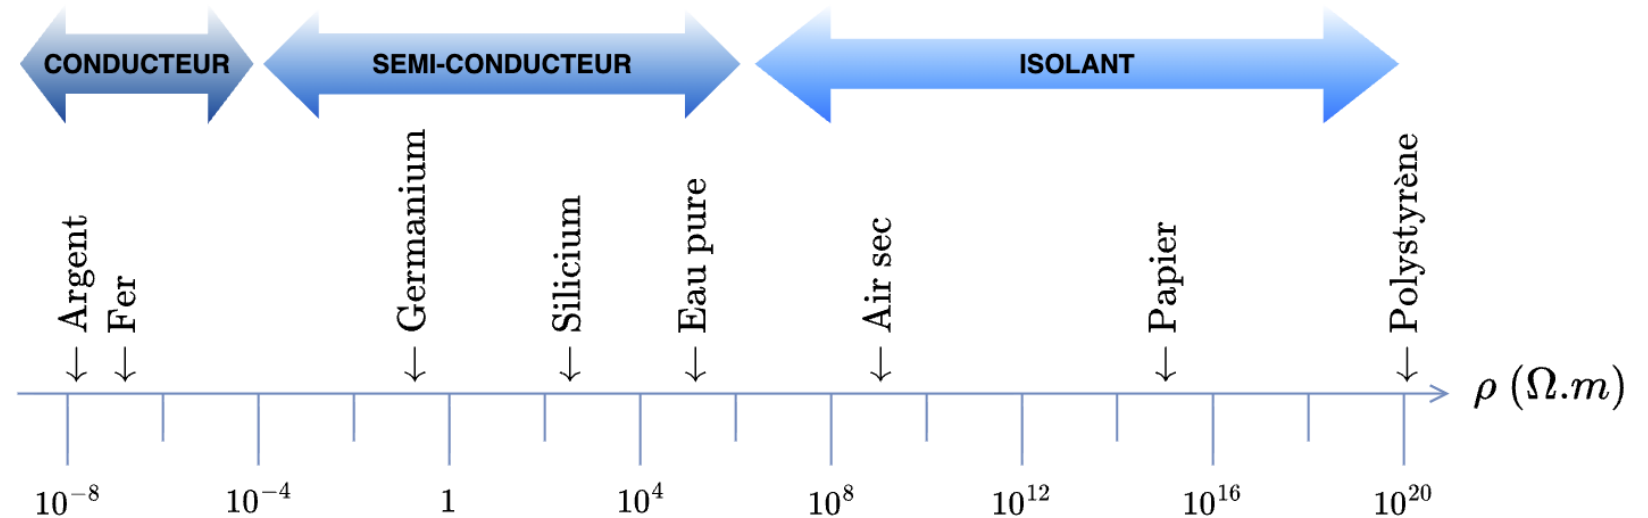 CONDUCTEUR
SEMI-CONDUCTEUR
ISOLANT
Argent
Fer
Germanium
Silicium
Eau pure
Air sec
Papier
Polystyrène
ρ (Ω.m)
10⁻⁸
10⁻⁴
1
10⁴
10⁸
10¹²
10¹⁶
10²⁰